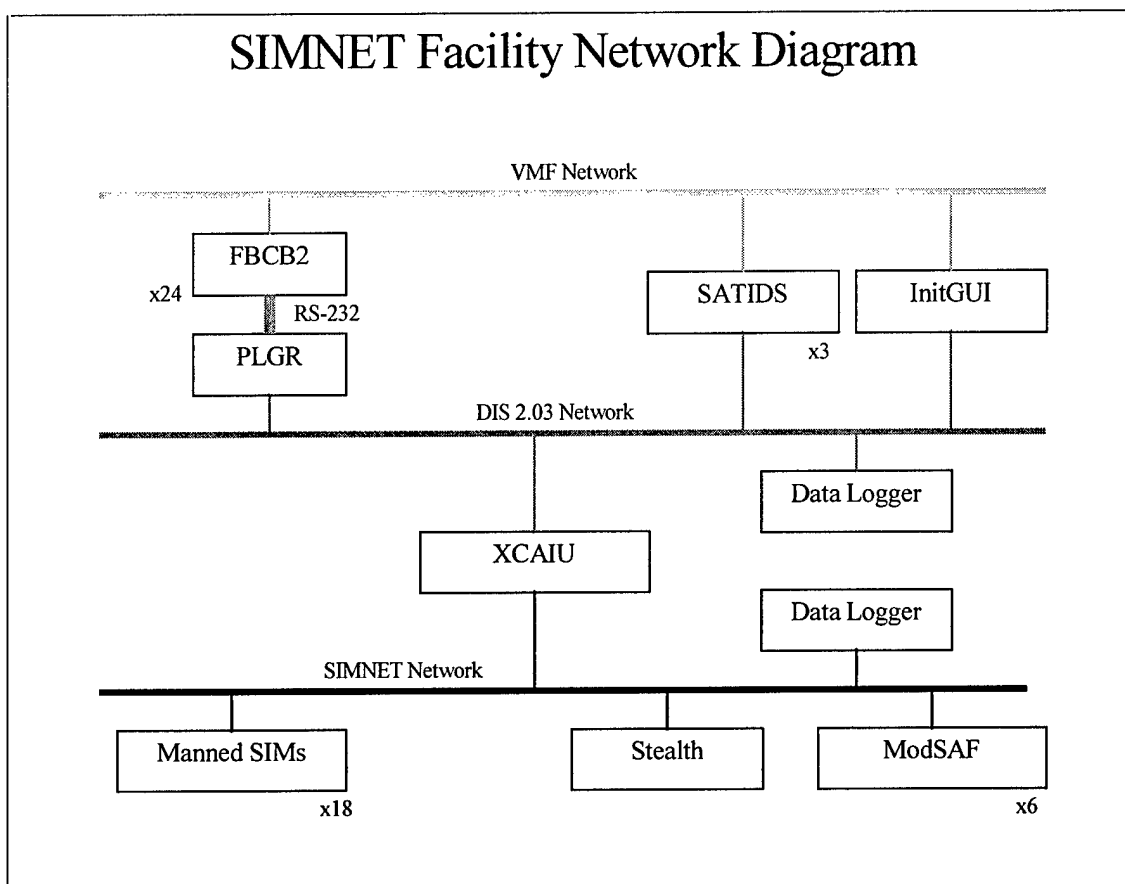 SIMNET Facility Network Diagram
VMF Network
FBCB2
x24
RS-232
PLGR
SATIDS
x3
InitGUI
DIS 2.03 Network
Data Logger
XCAIU
Data Logger
SIMNET Network
Manned SIMs
x18
Stealth
ModSAF
x6